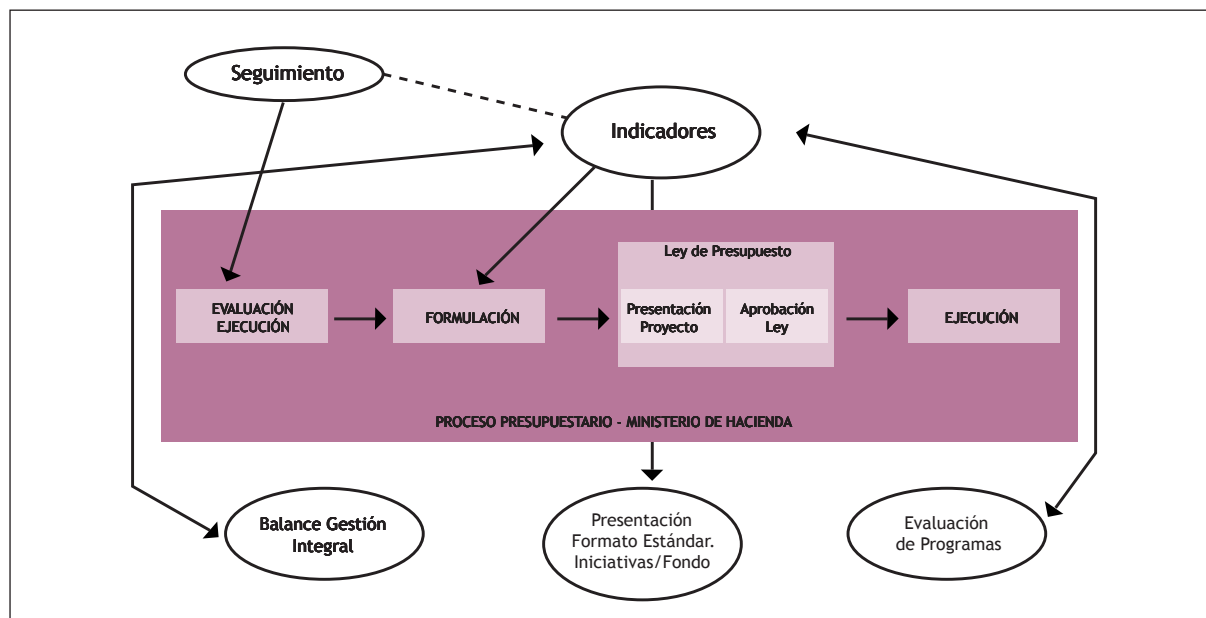 Seguimiento
Indicadores
Ley de Presupuesto
EVALUACIÓN
EJECUCIÓN
FORMULACIÓN
Presentación
Proyecto
Aprobación
Ley
EJECUCIÓN
PROCESO PRESUPUESTARIO - MINISTERIO DE HACIENDA
Balance Gestión
Integral
Presentación
Formato Estándar.
Iniciativas/Fondo
Evaluación
de Programas